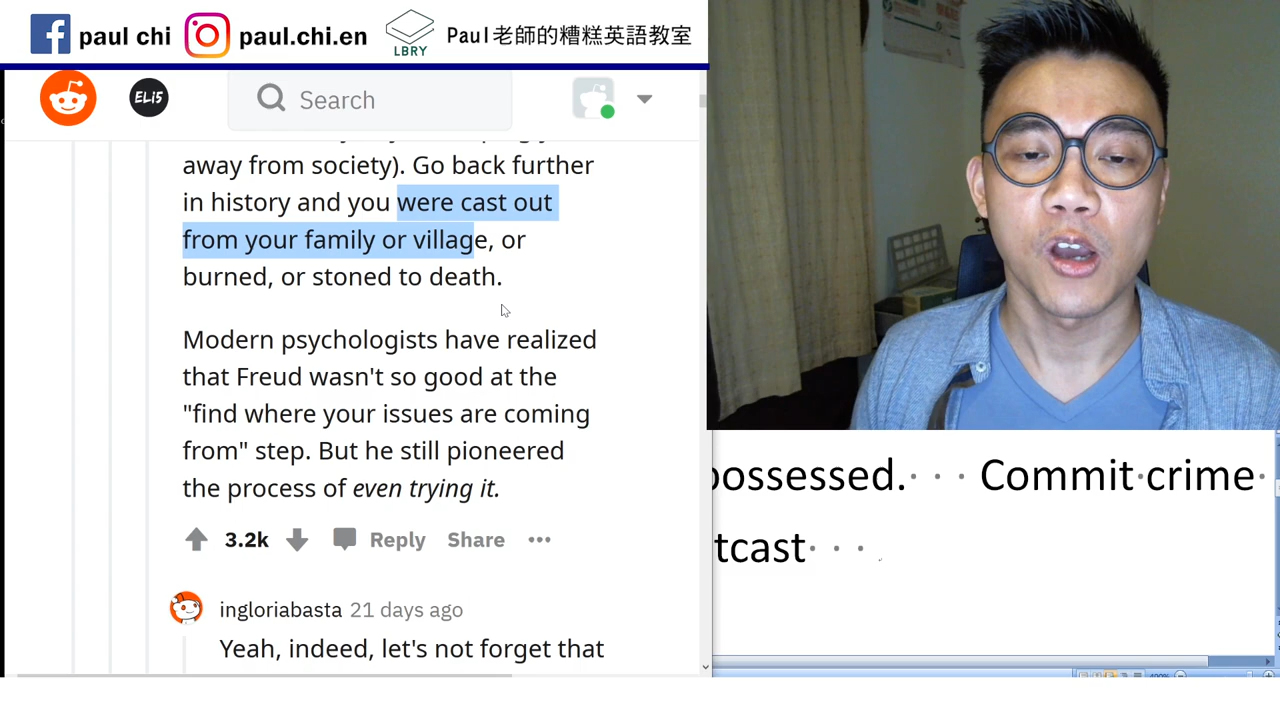 paul chi paul.chi.en LBRY Paul老師的糟糕英語教室
ELI5 Search
away from society). Go back further
in history and you were cast out
from your family or village, or
burned, or stoned to death.
Modern psychologists have realized
that Freud wasn't so good at the
"find where your issues are coming
from" step. But he still pioneered
the process of even trying it.
3.2k Reply Share
ingloriabasta 21 days ago
Yeah, indeed, let's not forget that
possessed. Commit crime
tcast